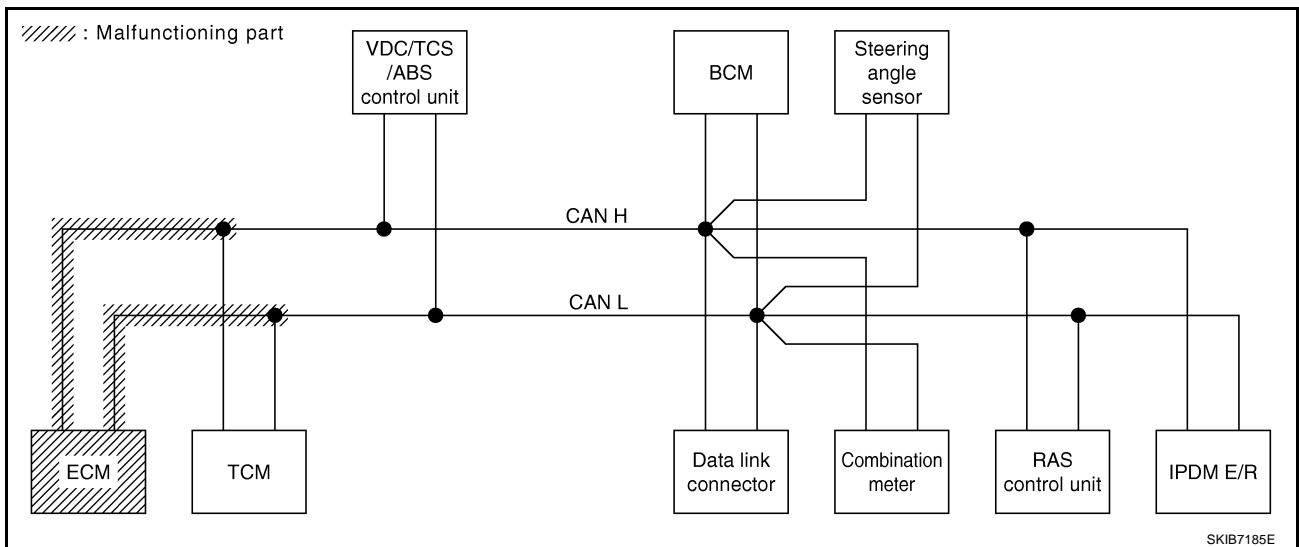 : Malfunctioning part
VDC/TCS
/ABS
control unit
BCM
Steering
angle
sensor
CAN H
CAN L
ECM
TCM
Data link
connector
Combination
meter
RAS
control unit
IPDM E/R
SKIB7185E